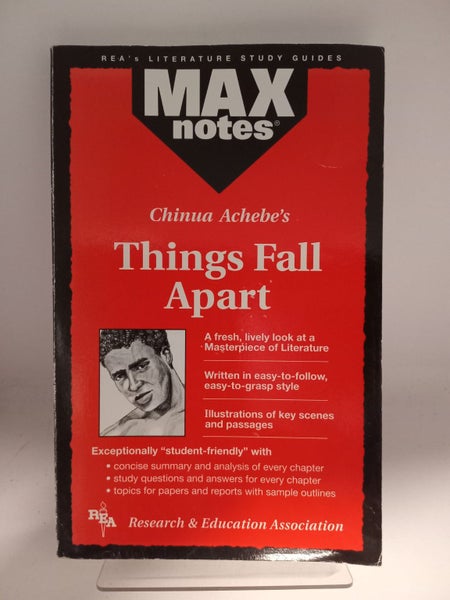 REA's LITERATURE STUDY GUIDES
MAX
notes®
Chinua Achebe's
Things Fall
Apart
A fresh, lively look at a
Masterpiece of Literature
Written in easy-to-follow,
easy-to-grasp style
Illustrations of key scenes
and passages
Exceptionally "student-friendly" with
• concise summary and analysis of every chapter
• study questions and answers for every chapter
• topics for papers and reports with sample outlines
REA
Research & Education Association